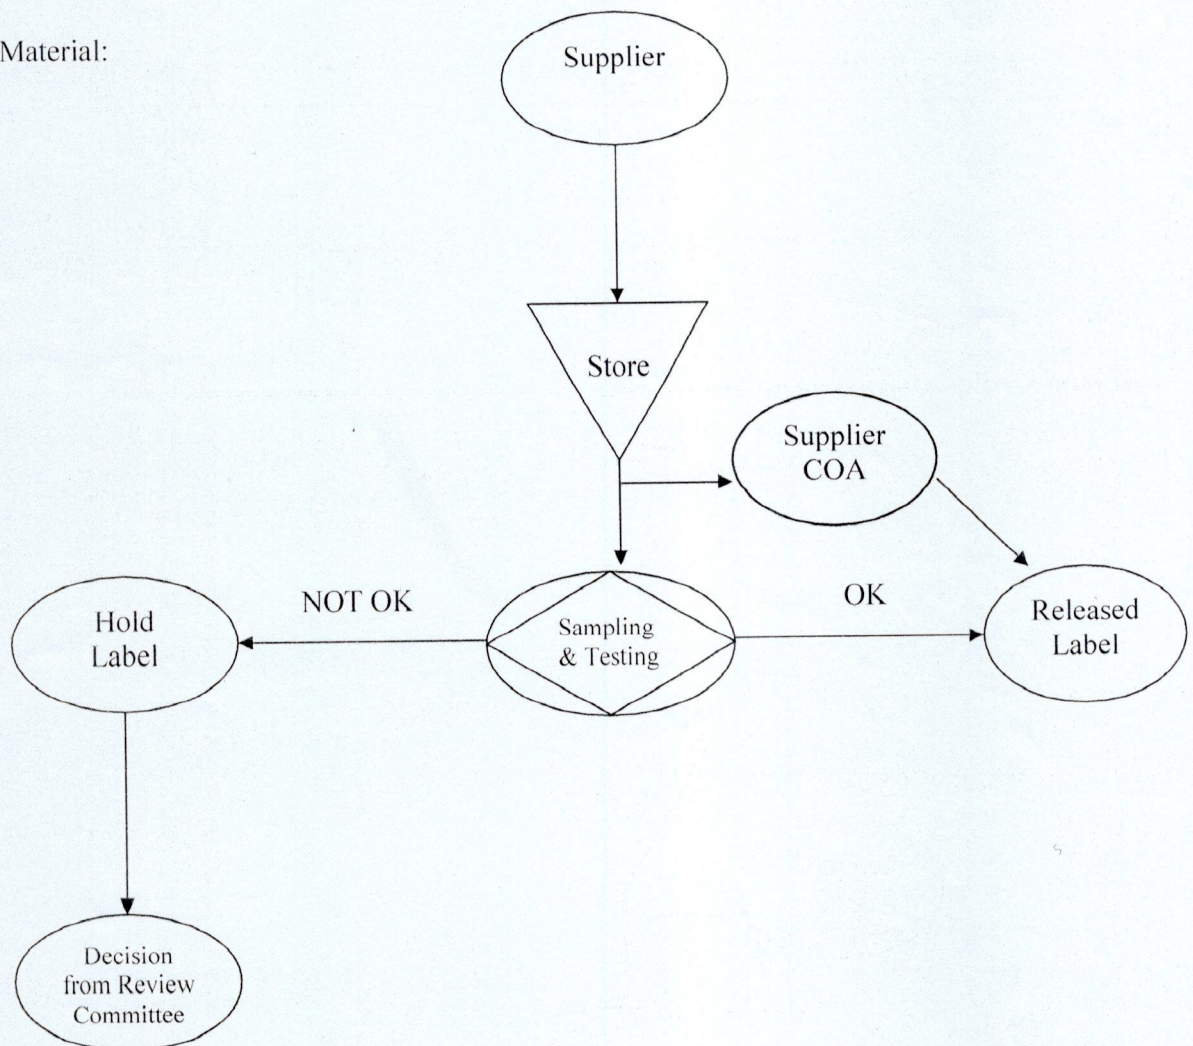 Material:
Supplier
Store
Supplier
COA
NOT OK
Sampling
& Testing
OK
Hold
Label
Released
Label
Decision
from Review
Committee